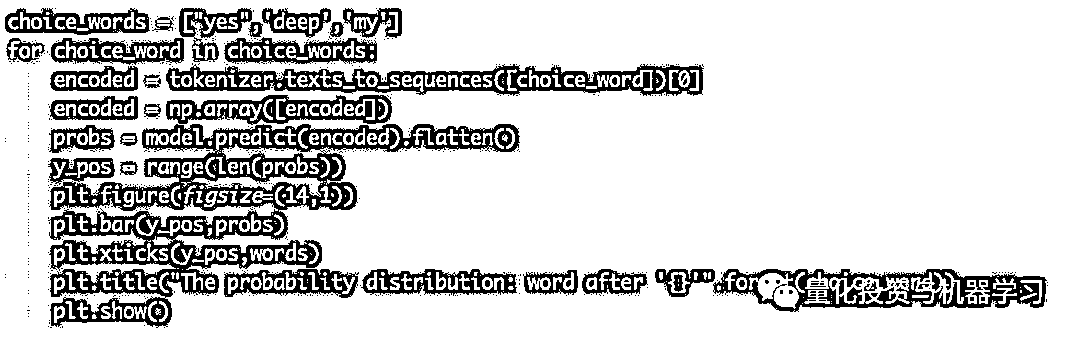 choice_words = ["yes",'deep','my']
for choice_word in choice_words:
    encoded = tokenizer.texts_to_sequences([choice_word])[0]
    encoded = np.array([encoded])
    probs = model.predict(encoded).flatten()
    y_pos = range(len(probs))
    plt.figure(figsize=(14,1))
    plt.bar(y_pos,probs)
    plt.xticks(y_pos,words)
    plt.title("The probability distribution: word after '{}'".format(choice_word))
    plt.show()
量化投资与机器学习